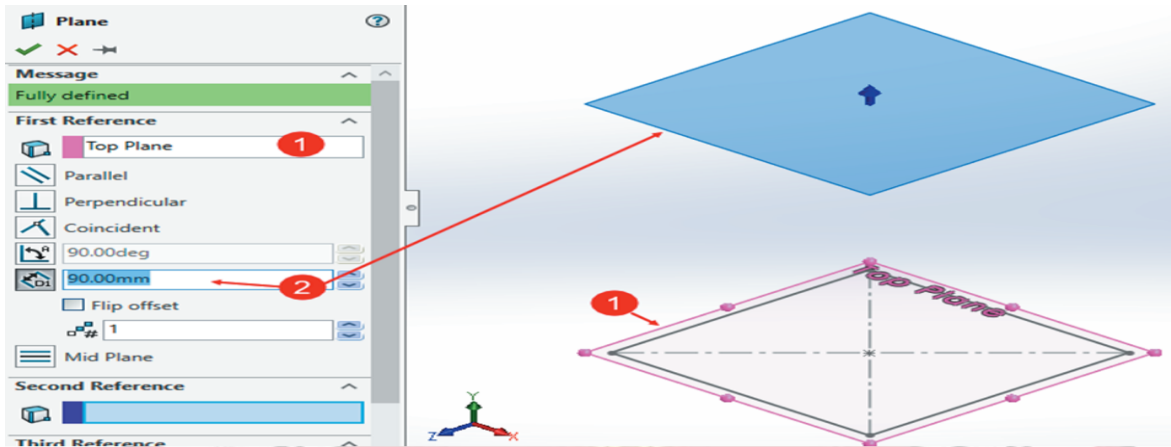 Plane
Message
Fully defined
First Reference
Top Plane
1
Parallel
Perpendicular
Coincident
90.00deg
90.00mm
2
Flip offset
1
Mid Plane
Second Reference
Third Reference
1
Top Plane
Y
Z
X